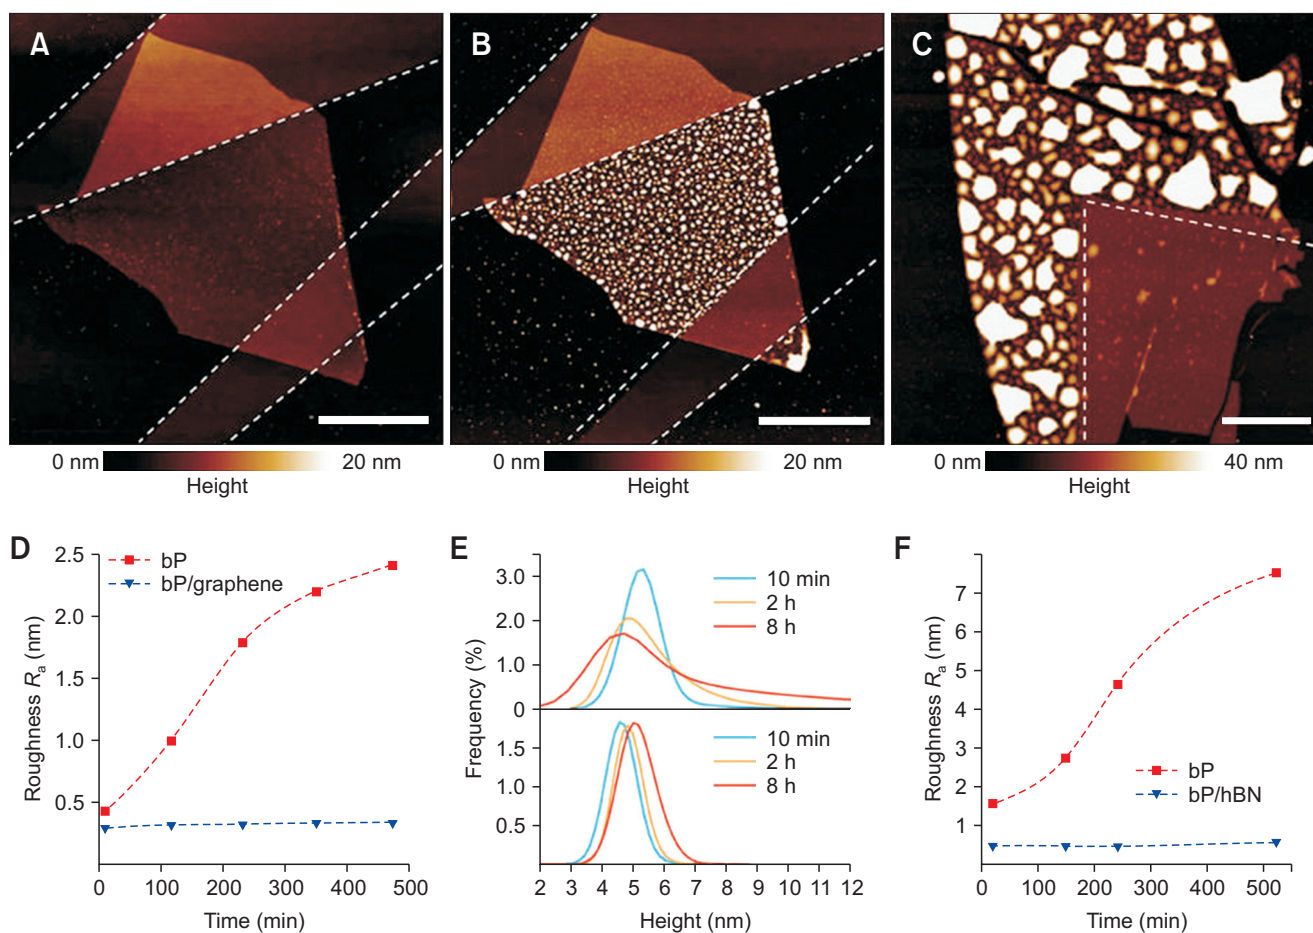 A
B
C
0 nm 20 nm
Height
0 nm 20 nm
Height
0 nm 40 nm
Height
D
2.5
2.0
1.5
1.0
0.5
Roughness Ra (nm)
bP
bP/graphene
0 100 200 300 400 500
Time (min)
E
3.0
2.0
1.0
0
1.5
1.0
0.5
Frequency (%)
10 min
2 h
8 h
10 min
2 h
8 h
2 3 4 5 6 7 8 9 10 11 12
Height (nm)
F
7
6
5
4
3
2
1
Roughness Ra (nm)
bP
bP/hBN
0 100 200 300 400 500
Time (min)